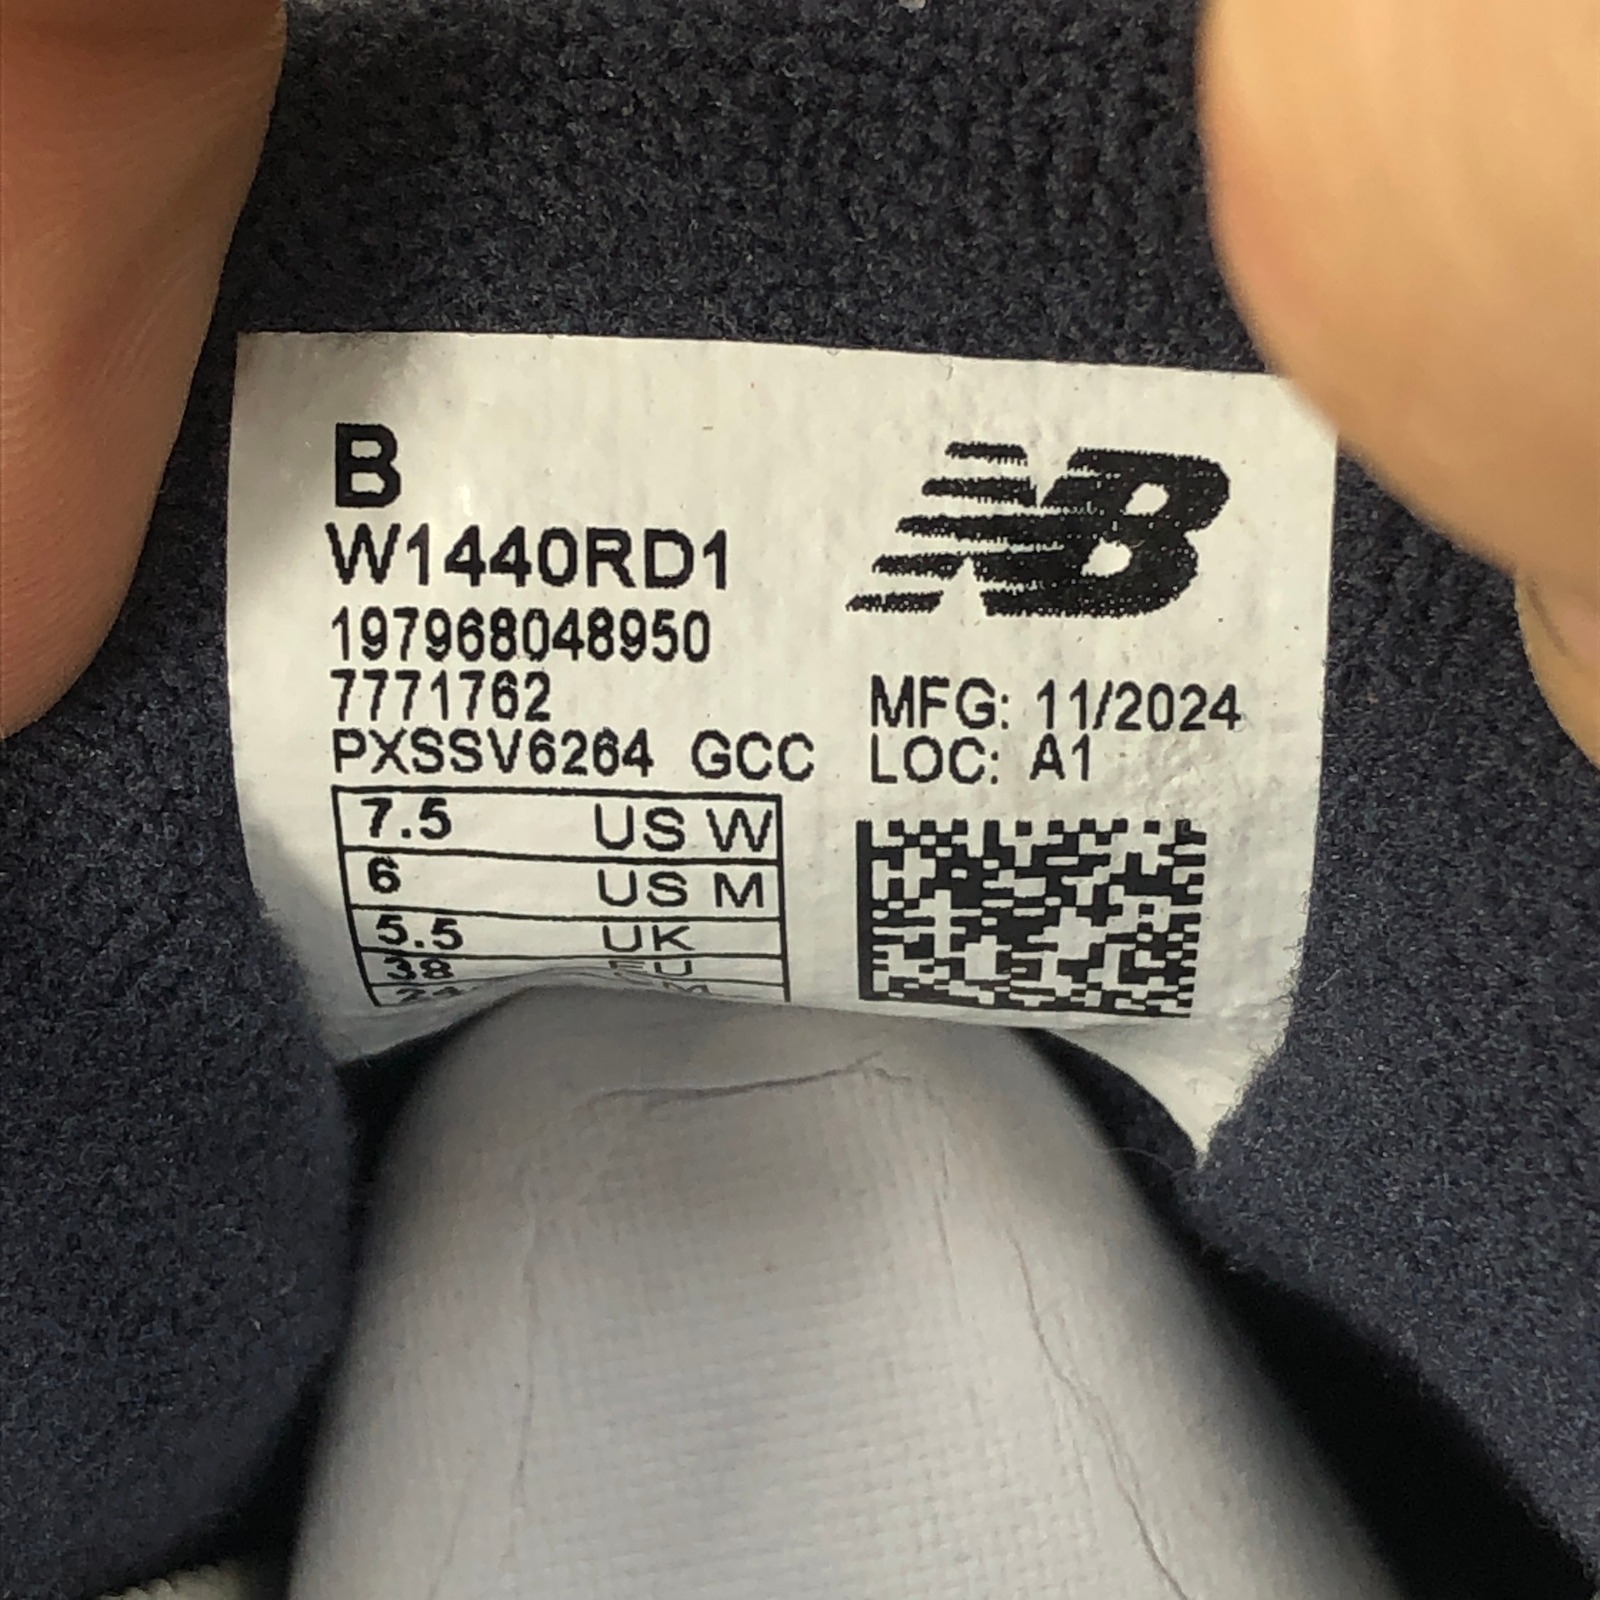 B
W1440RD1
197968048950
7771762
PXSSV6264 GCC
MFG: 11/2024
LOC: A1
7.5 US W
6 US M
5.5 UK
38 EU